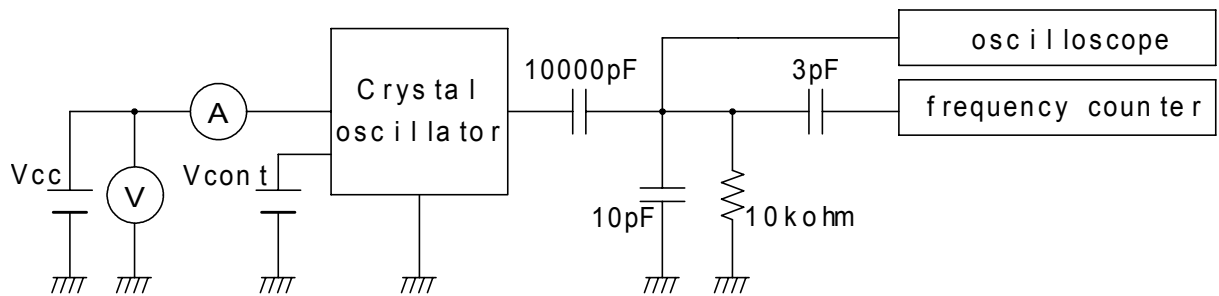 oscilloscope
10000pF
3pF
Crystal
oscillator
frequency counter
A
Vcc
V
Vcont
10pF
10kohm